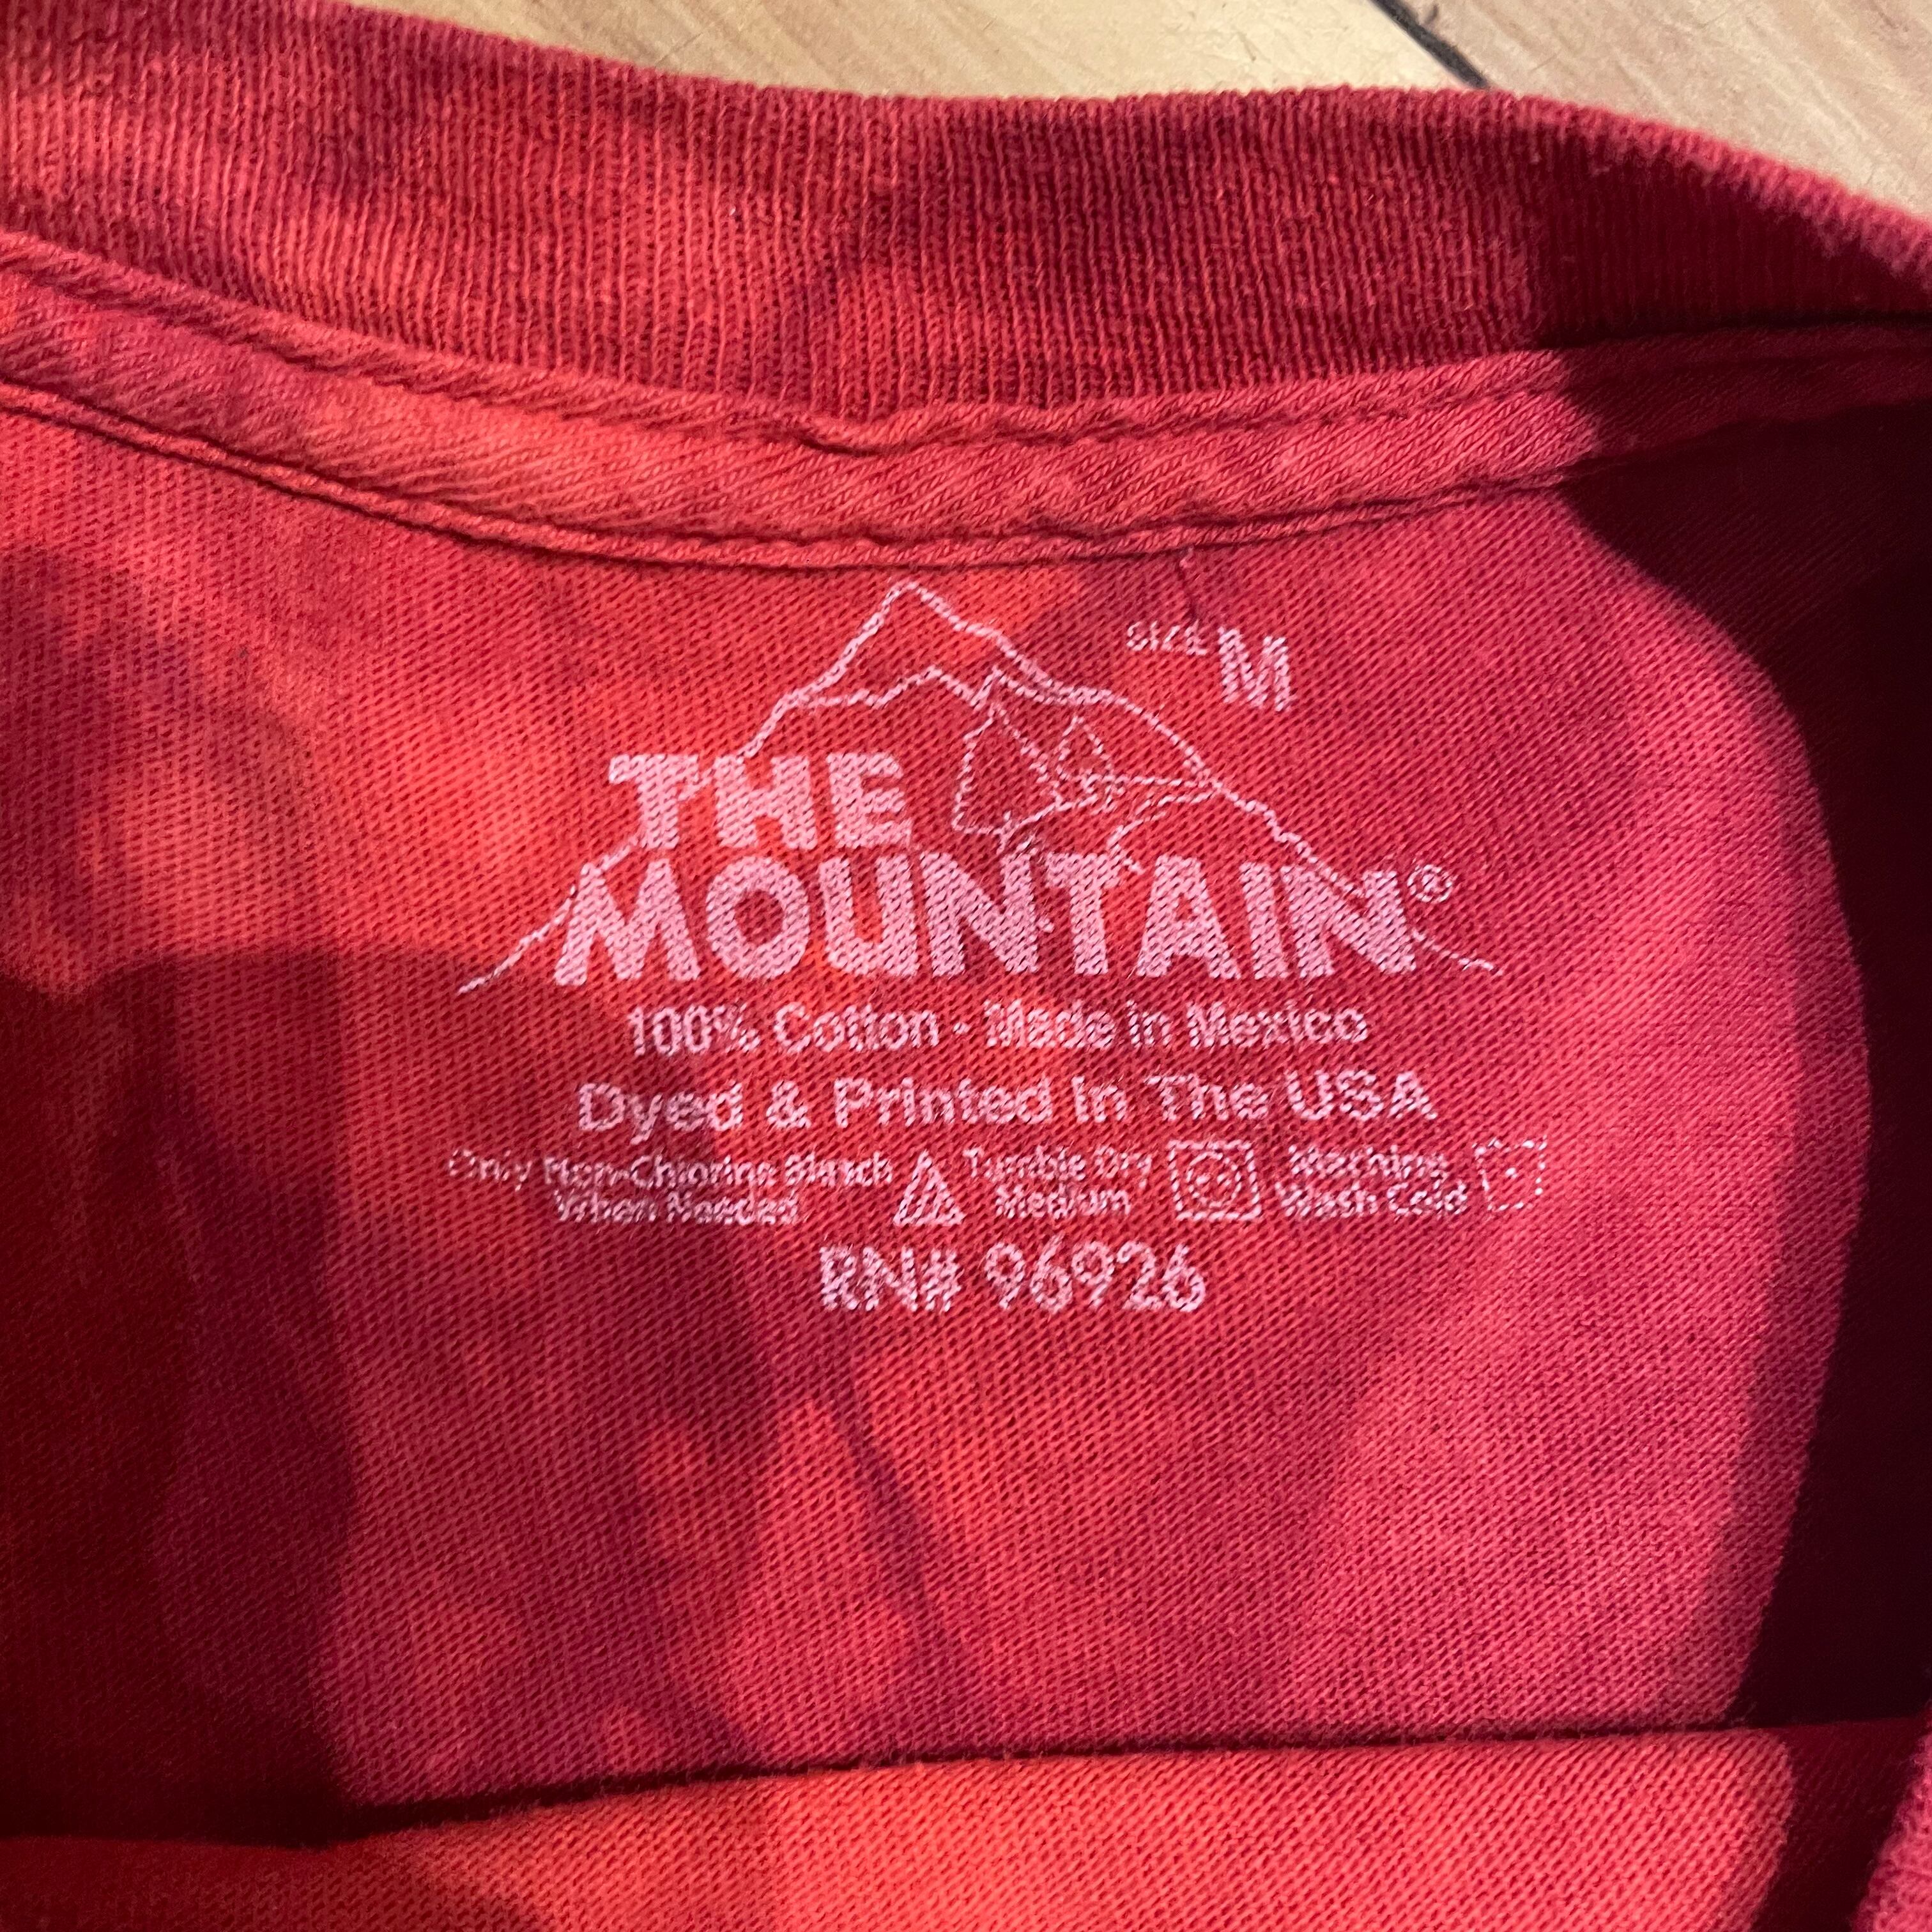 SIZE M
THE
MOUNTAIN®
100% Cotton • Made in Mexico
Dyed & Printed In The USA
Only Non-Chlorine Bleach When Needed
Tumble Dry Medium
Machine Wash Cold
RN# 96926